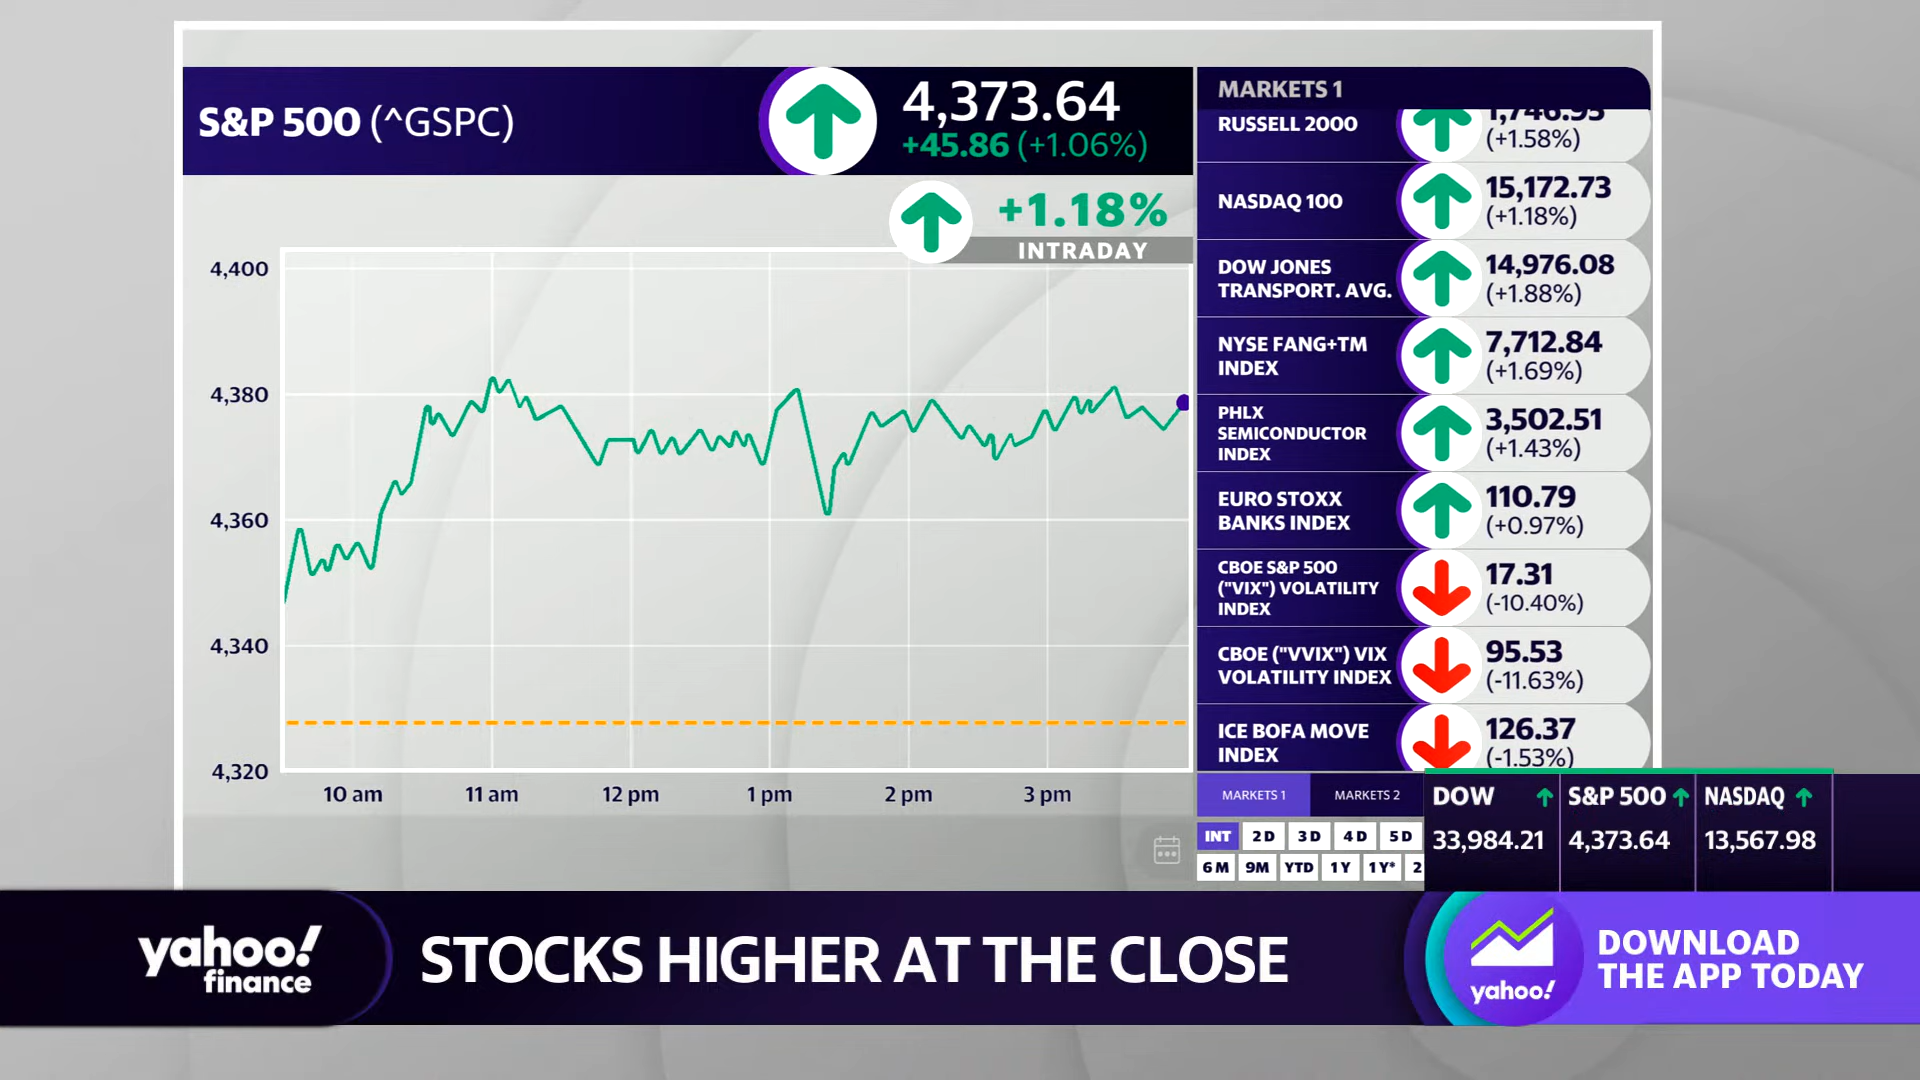 S&P 500 (^GSPC)
4,373.64
+45.86 (+1.06%)
+1.18%
INTRADAY
4,400
4,380
4,360
4,340
4,320
10 am
11 am
12 pm
1 pm
2 pm
3 pm
MARKETS 1
RUSSELL 2000
1,746.95
(+1.58%)
NASDAQ 100
15,172.73
(+1.18%)
DOW JONES
TRANSPORT. AVG.
14,976.08
(+1.88%)
NYSE FANG+TM
INDEX
7,712.84
(+1.69%)
PHLX
SEMICONDUCTOR
INDEX
3,502.51
(+1.43%)
EURO STOXX
BANKS INDEX
110.79
(+0.97%)
CBOE S&P 500
("VIX") VOLATILITY
INDEX
17.31
(-10.40%)
CBOE ("VVIX") VIX
VOLATILITY INDEX
95.53
(-11.63%)
ICE BOFA MOVE
INDEX
126.37
(-1.53%)
MARKETS 1
MARKETS 2
INT 2D 3D 4D 5D
6M 9M YTD 1Y 1Y* 2
DOW
33,984.21
S&P 500
4,373.64
NASDAQ
13,567.98
yahoo!
finance
STOCKS HIGHER AT THE CLOSE
yahoo!
DOWNLOAD
THE APP TODAY